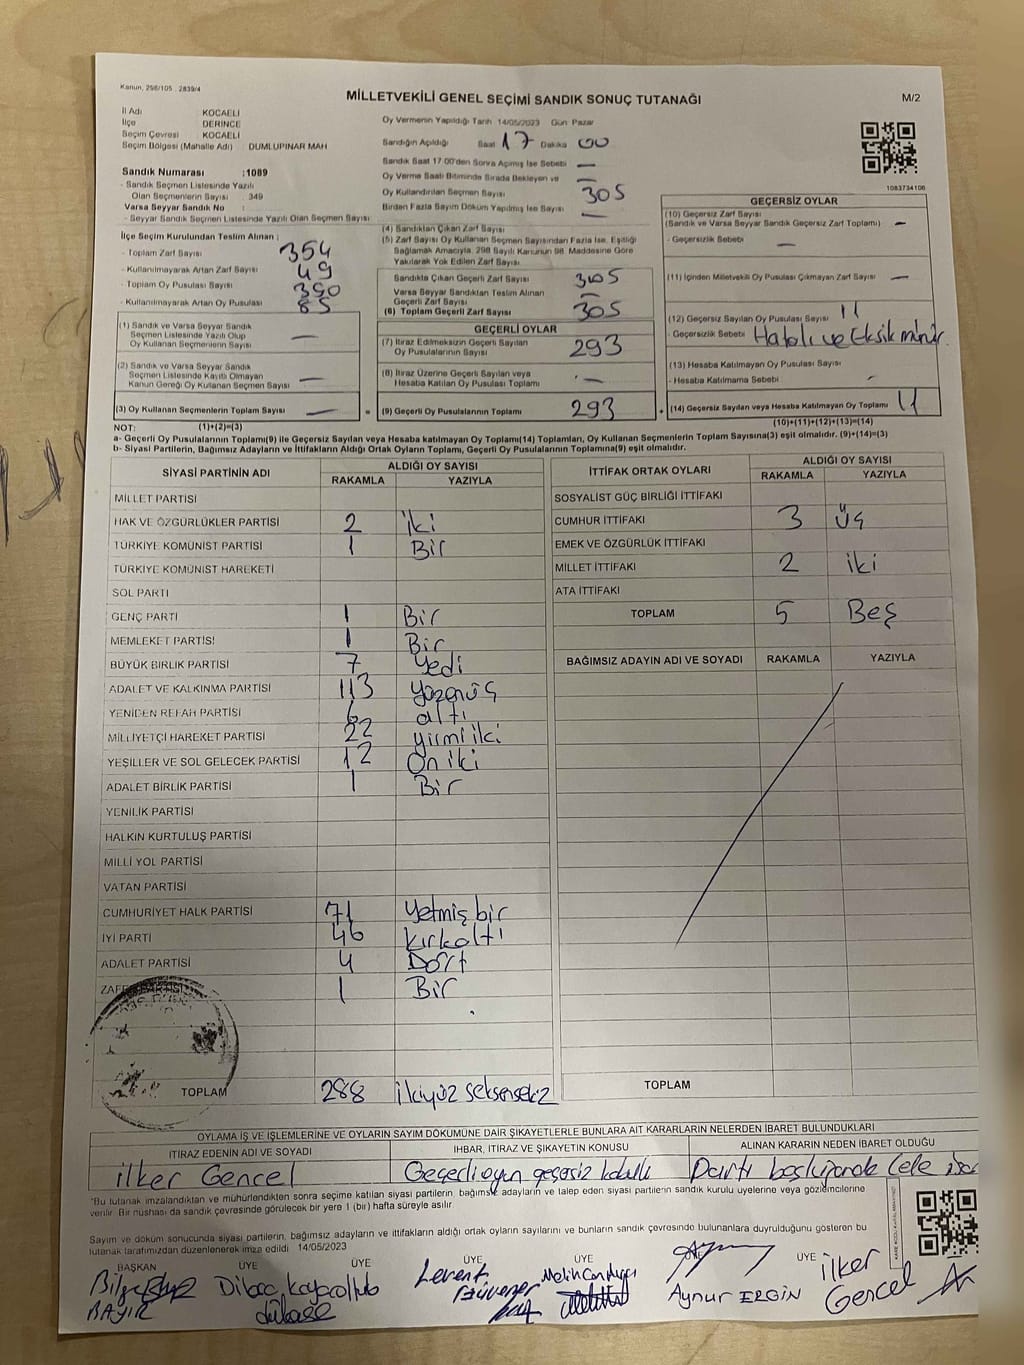 Kanun, 298/105 2839/4
MİLLETVEKİLİ GENEL SEÇİMİ SANDIK SONUÇ TUTANAĞI
M/2
İl Adı KOCAELİ
İlçe DERİNCE
Seçim Çevresi KOCAELİ
Seçim Bölgesi (Mahalle Adı) : DUMLUPINAR MAH
Sandık Numarası :1089
- Sandık Seçmen Listesinde Yazılı
Olan Seçmenlerin Sayısı : 349
Varsa Seyyar Sandık No :
- Seyyar Sandık Seçmen Listesinde Yazılı Olan Seçmen Sayısı
Oy Vermenin Yapıldığı Tarih 14/05/2023 Gün: Pazar
Sandığın Açıldığı Saat 17 Dakika 00
Sandık Saat 17:00'den Sonra Açılmış İse Sebebi —
Oy Verme Saati Bitiminde Sırada Bekleyen ve
Oy Kullandırılan Seçmen Sayısı —
305
Birden Fazla Sayım Döküm Yapılmış İse Sayısı —
1083734106
İlçe Seçim Kurulundan Teslim Alınan :
- Toplam Zarf Sayısı 354
- Kullanılmayarak Artan Zarf Sayısı 49
- Toplam Oy Pusulası Sayısı 350
- Kullanılmayarak Artan Oy Pusulası 85
(1) Sandık ve Varsa Seyyar Sandık
Seçmen Listesinde Yazılı Olup
Oy Kullanan Seçmenlerin Sayısı —
(2) Sandık ve Varsa Seyyar Sandık
Seçmen Listesinde Kayıtlı Olmayan
Kanun Gereği Oy Kullanan Seçmen Sayısı —
(3) Oy Kullanan Seçmenlerin Toplam Sayısı — =
(4) Sandıktan Çıkan Zarf Sayısı
(5) Zarf Sayısı Oy Kullanan Seçmen Sayısından Fazla İse, Eşitliği
Sağlamak Amacıyla, 298 Sayılı Kanunun 98. Maddesine Göre
Yakılarak Yok Edilen Zarf Sayısı
Sandıkta Çıkan Geçerli Zarf Sayısı 305
Varsa Seyyar Sandıktan Teslim Alınan
Geçerli Zarf Sayısı —
(6) Toplam Geçerli Zarf Sayısı 305
GEÇERLİ OYLAR
(7) İtiraz Edilmeksizin Geçerli Sayılan
Oy Pusulalarının Sayısı 293
(8) İtiraz Üzerine Geçerli Sayılan veya
Hesaba Katılan Oy Pusulası Toplamı —
(9) Geçerli Oy Pusulalarının Toplamı 293 +
GEÇERSİZ OYLAR
(10) Geçersiz Zarf Sayısı
(Sandık ve Varsa Seyyar Sandık Geçersiz Zarf Toplamı) —
- Geçersizlik Sebebi —
(11) İçinden Milletvekili Oy Pusulası Çıkmayan Zarf Sayısı —
(12) Geçersiz Sayılan Oy Pusulası Sayısı 11
- Geçersizlik Sebebi Hatalı ve Eksik mühür.
(13) Hesaba Katılmayan Oy Pusulası Sayısı
- Hesaba Katılmama Sebebi
(14) Geçersiz Sayılan veya Hesaba Katılmayan Oy Toplamı 11
NOT: (1)+(2)=(3)
(10)+(11)+(12)+(13)=(14)
a- Geçerli Oy Pusulalarının Toplamı(9) ile Geçersiz Sayılan veya Hesaba katılmayan Oy Toplamı(14) Toplamları, Oy Kullanan Seçmenlerin Toplam Sayısına(3) eşit olmalıdır. (9)+(14)=(3)
b- Siyasi Partilerin, Bağımsız Adayların ve İttifakların Aldığı Ortak Oyların Toplamı, Geçerli Oy Pusulalarının Toplamına(9) eşit olmalıdır.
SİYASİ PARTİNİN ADI ALDIĞI OY SAYISI
RAKAMLA YAZIYLA
MİLLET PARTİSİ
HAK VE ÖZGÜRLÜKLER PARTİSİ 2 iki
TÜRKİYE KOMÜNİST PARTİSİ 1 Bir
TÜRKİYE KOMÜNİST HAREKETİ
SOL PARTİ
GENÇ PARTİ 1 Bir
MEMLEKET PARTİSİ 1 Bir
BÜYÜK BİRLİK PARTİSİ 7 Yedi
ADALET VE KALKINMA PARTİSİ 113 yüzonüç
YENİDEN REFAH PARTİSİ 6 altı
MİLLİYETÇİ HAREKET PARTİSİ 22 yirmi iki
YEŞİLLER VE SOL GELECEK PARTİSİ 12 On iki
ADALET BİRLİK PARTİSİ 1 Bir
YENİLİK PARTİSİ
HALKIN KURTULUŞ PARTİSİ
MİLLİ YOL PARTİSİ
VATAN PARTİSİ
CUMHURİYET HALK PARTİSİ 71 Yetmiş bir
İYİ PARTİ 46 kırkaltı
ADALET PARTİSİ 4 Dört
ZAFER PARTİSİ 1 Bir
TOPLAM 288 ikiyüz seksensekiz
İTTİFAK ORTAK OYLARI ALDIĞI OY SAYISI
RAKAMLA YAZIYLA
SOSYALİST GÜÇ BİRLİĞİ İTTİFAKI
CUMHUR İTTİFAKI 3 üç
EMEK VE ÖZGÜRLÜK İTTİFAKI
MİLLET İTTİFAKI 2 iki
ATA İTTİFAKI
TOPLAM 5 Beş
BAĞIMSIZ ADAYIN ADI VE SOYADI RAKAMLA YAZIYLA
TOPLAM
OYLAMA İŞ VE İŞLEMLERİNE VE OYLARIN SAYIM DÖKÜMÜNE DAİR ŞİKAYETLERLE BUNLARA AİT KARARLARIN NELERDEN İBARET BULUNDUKLARI
İTİRAZ EDENİN ADI VE SOYADI IHBAR, İTİRAZ VE ŞİKAYETİN KONUSU ALINAN KARARIN NEDEN İBARET OLDUĞU
ilker Gencel Geçerli oyun geçersiz
*Bu tutanak imzalandıktan ve mühürlendikten sonra seçime katılan siyasi partilerin, bağımsız adayların ve talep eden siyasi partilerin sandık kurulu üyelerine veya gözlemcilerine
verilir. Bir nüshası da sandık çevresinde görülecek bir yere 1 (bir) hafta süreyle asılır.
Sayım ve döküm sonucunda siyasi partilerin, bağımsız adayların ve ittifakların aldığı ortak oyların sayılarını ve bunların sandık çevresinde bulunanlara duyrulduğunu gösteren bu
tutanak tarafımızdan düzenlenerek imza edildi 14/05/2023
BAŞKAN ÜYE ÜYE ÜYE ÜYE ÜYE
BAYIR
Levent
Aynur ERGİN
ilker
Gencel